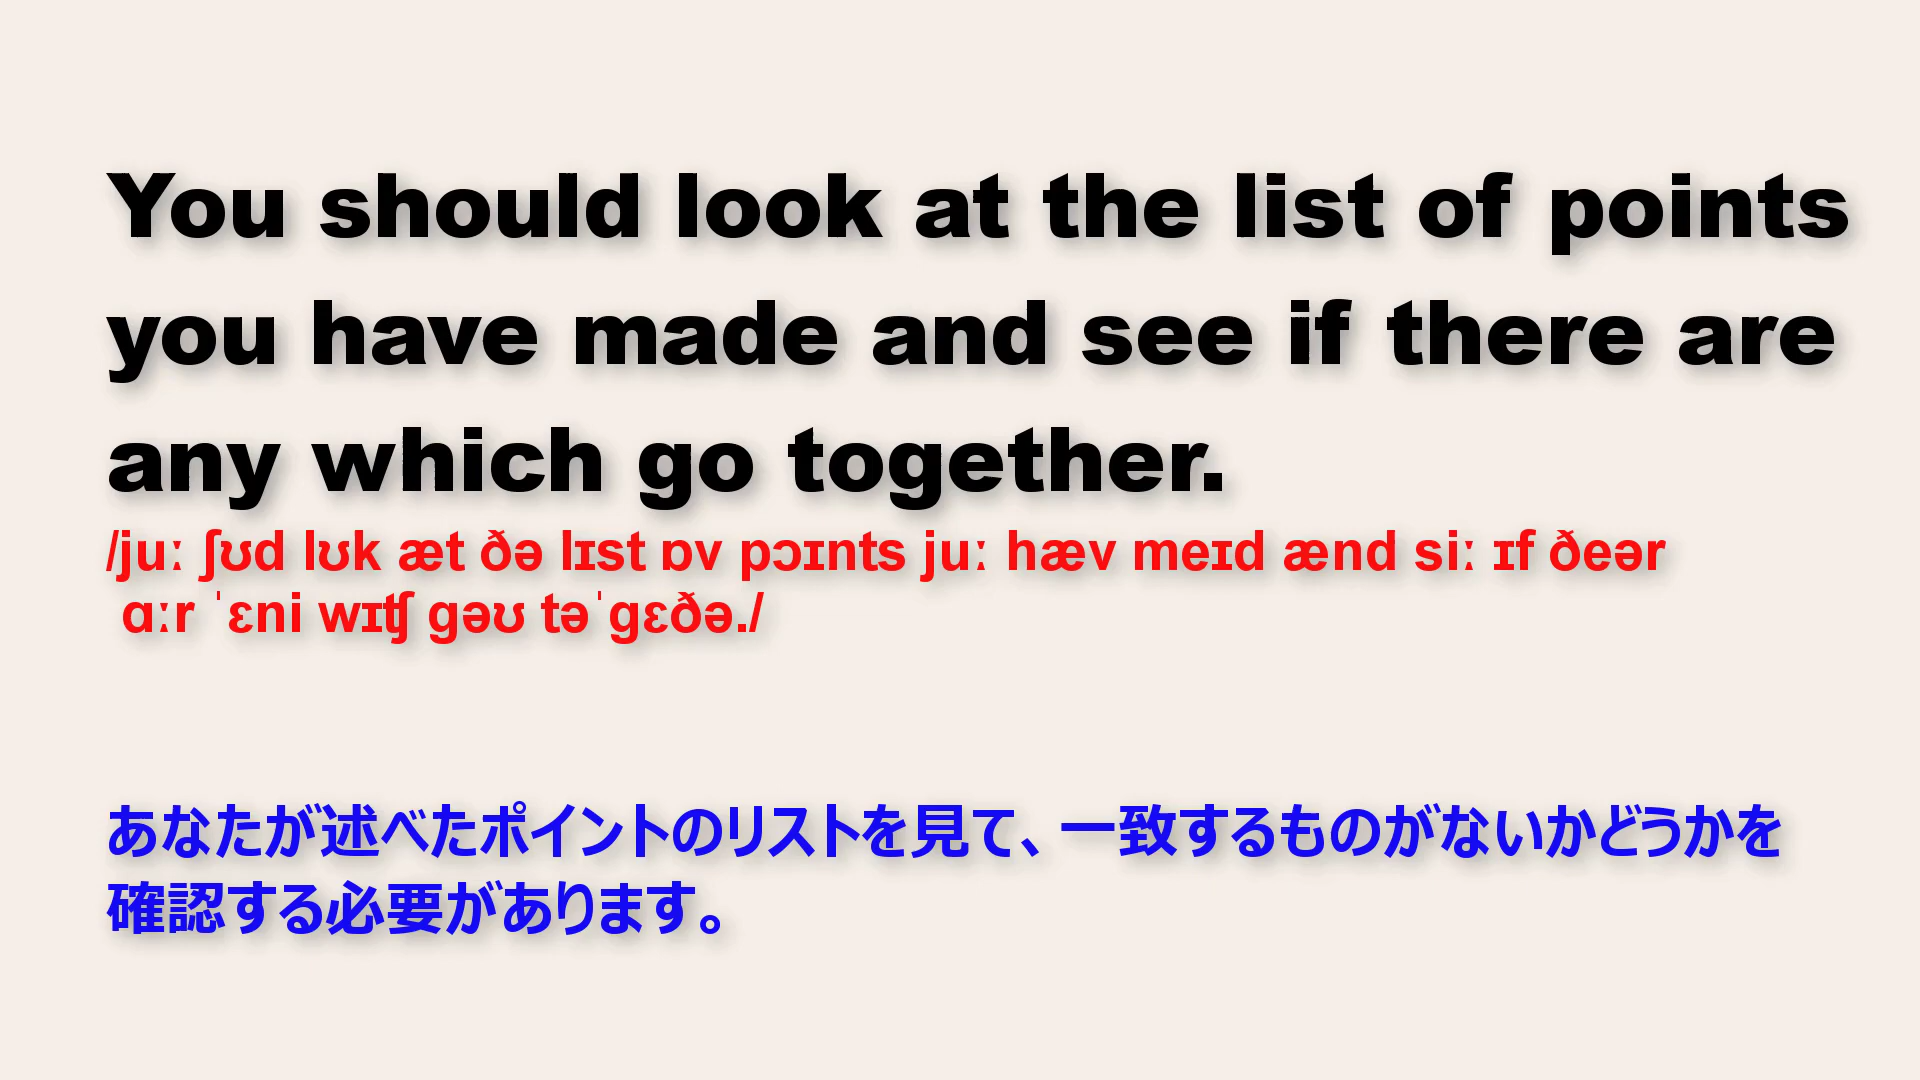 You should look at the list of points
you have made and see if there are
any which go together.
/juː ʃʊd lʊk æt ðə lɪst ɒv pɔɪnts juː hæv meɪd ænd siː ɪf ðeər
ɑːr ˈɛni wɪʧ gəʊ təˈgɛðə./
あなたが述べたポイントのリストを見て、一致するものがないかどうかを
確認する必要があります。